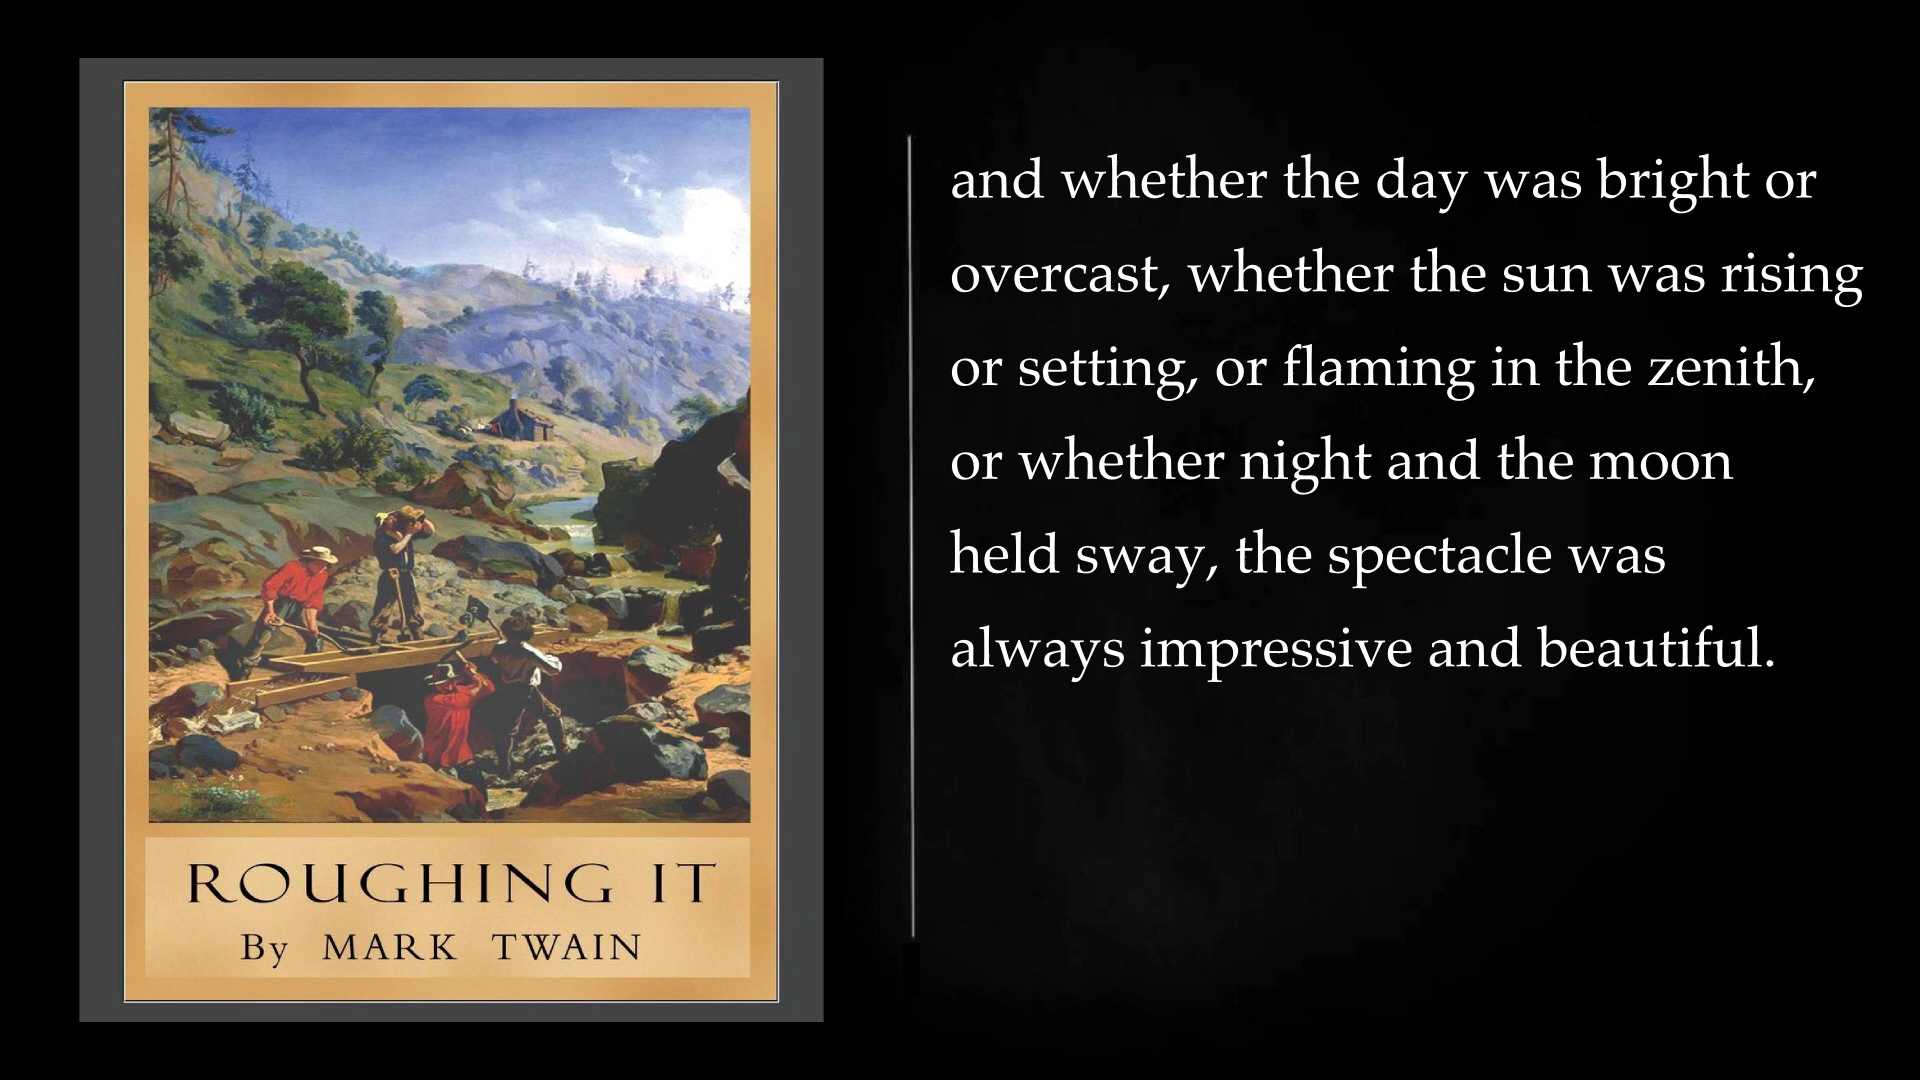 ROUGHING IT
By MARK TWAIN
and whether the day was bright or
overcast, whether the sun was rising
or setting, or flaming in the zenith,
or whether night and the moon
held sway, the spectacle was
always impressive and beautiful.